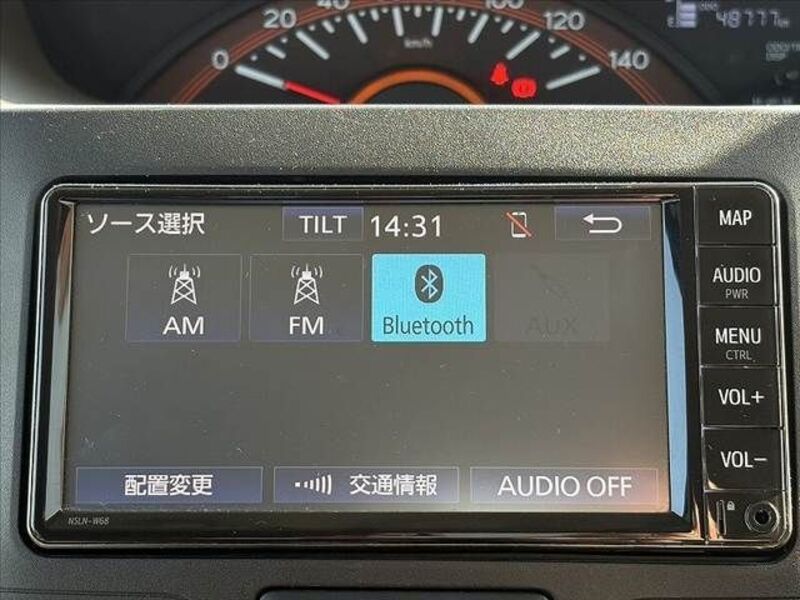 0 20 40 100 120 140
km/h
E ODO 48777 km
ソース選択 TILT 14:31
AM FM Bluetooth AUX
配置変更 交通情報 AUDIO OFF
NSLN-W68
MAP
AUDIO
PWR
MENU
CTRL
VOL+
VOL-